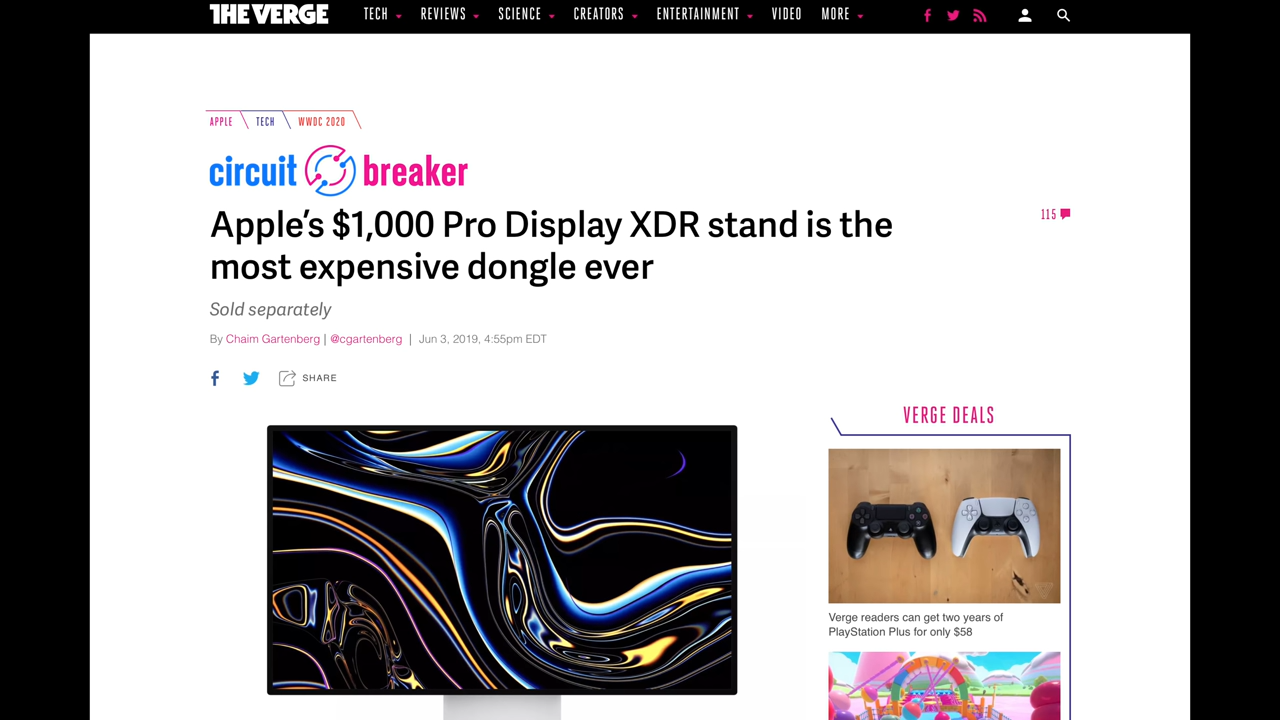 THE VERGE
TECH REVIEWS SCIENCE CREATORS ENTERTAINMENT VIDEO MORE
APPLE TECH WWDC 2020
circuit breaker
Apple's $1,000 Pro Display XDR stand is the
most expensive dongle ever
115
Sold separately
By Chaim Gartenberg | @cgartenberg | Jun 3, 2019, 4:55pm EDT
SHARE
VERGE DEALS
Verge readers can get two years of
PlayStation Plus for only $58